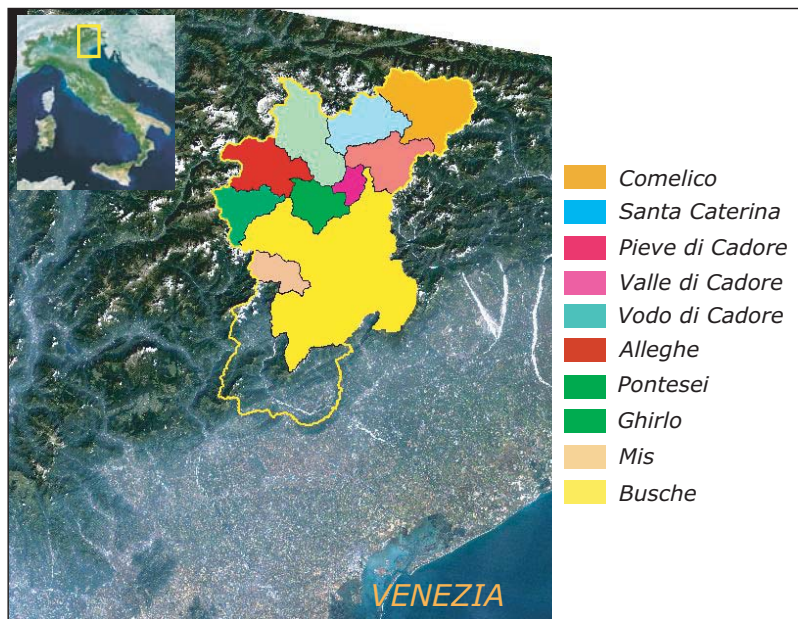 Comelico
Santa Caterina
Pieve di Cadore
Valle di Cadore
Vodo di Cadore
Alleghe
Pontesei
Ghirlo
Mis
Busche
VENEZIA